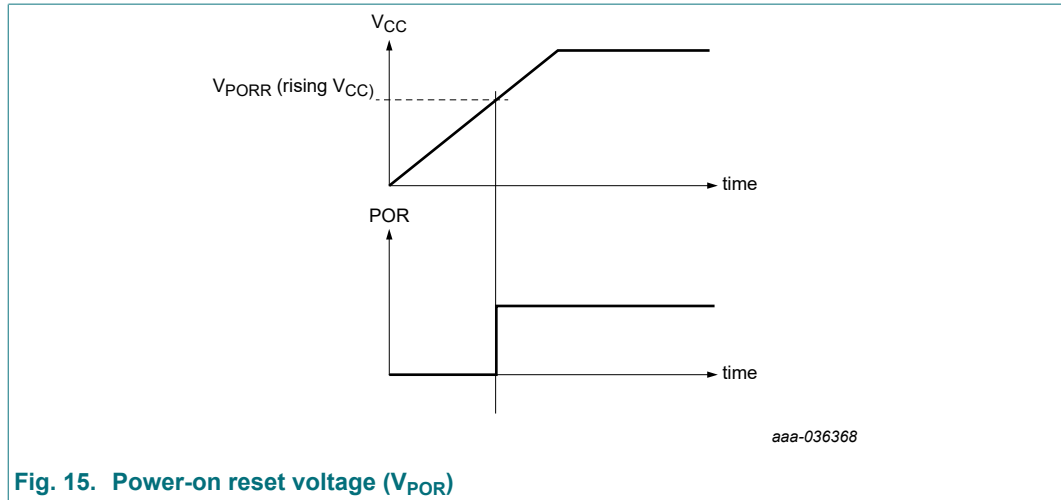 VCC
VPORR (rising VCC)
time
POR
time
aaa-036368
Fig. 15. Power-on reset voltage (VPOR)